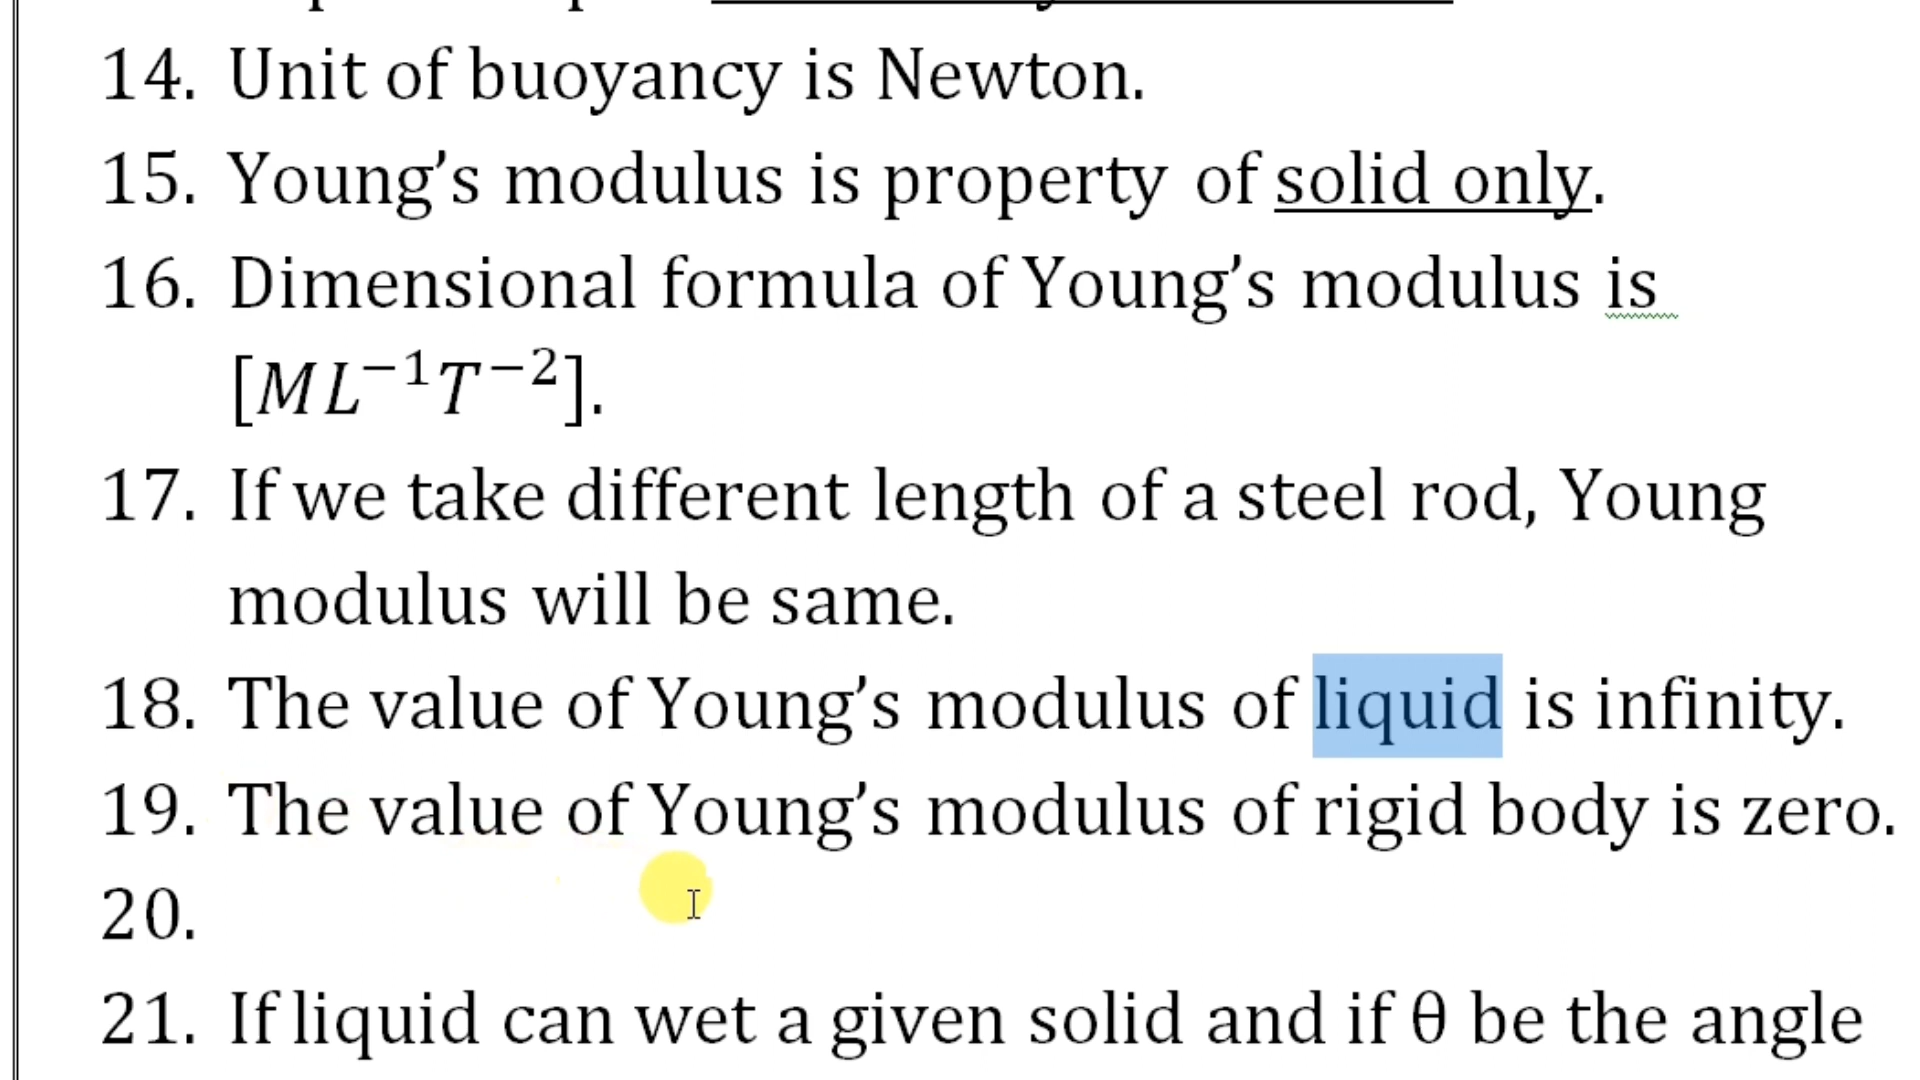 14. Unit of buoyancy is Newton.
15. Young’s modulus is property of solid only.
16. Dimensional formula of Young’s modulus is
[ML⁻¹T⁻²].
17. If we take different length of a steel rod, Young
modulus will be same.
18. The value of Young’s modulus of liquid is infinity.
19. The value of Young’s modulus of rigid body is zero.
20.
21. If liquid can wet a given solid and if θ be the angle